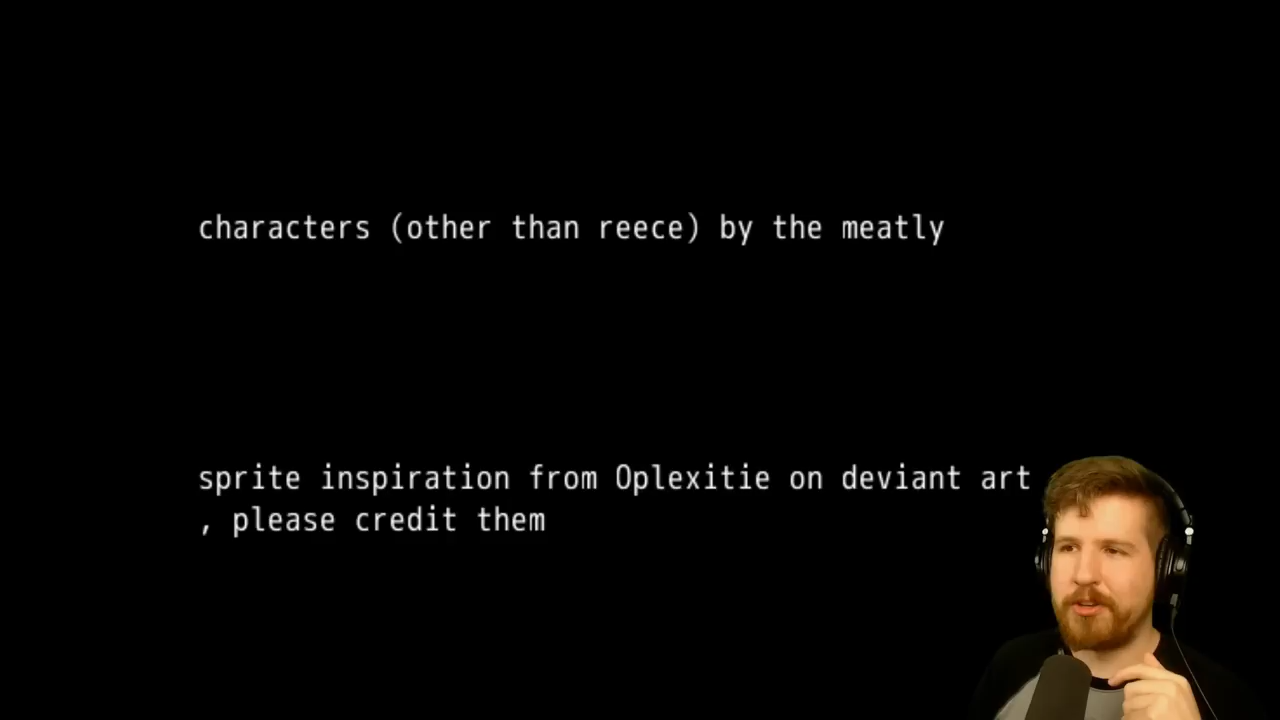 characters (other than reece) by the meatly
sprite inspiration from Oplexitie on deviant art
, please credit them